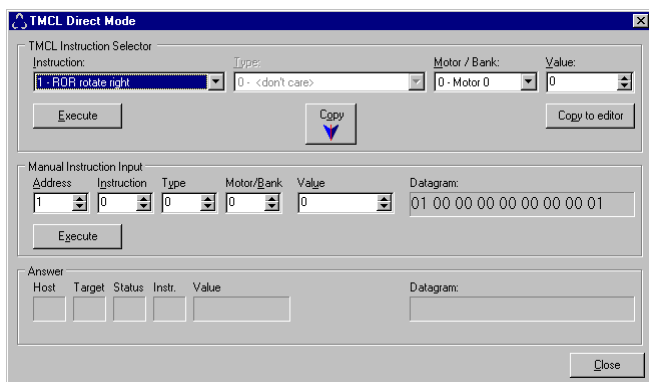 TMCL Direct Mode
TMCL Instruction Selector
Instruction: Type: Motor / Bank: Value:
1 - ROR rotate right 0 - <don't care> 0 - Motor 0 0
Execute Copy Copy to editor
Manual Instruction Input
Address Instruction Type Motor/Bank Value Datagram:
1 0 0 0 0 01 00 00 00 00 00 00 00 01
Execute
Answer
Host Target Status Instr. Value Datagram:
Close